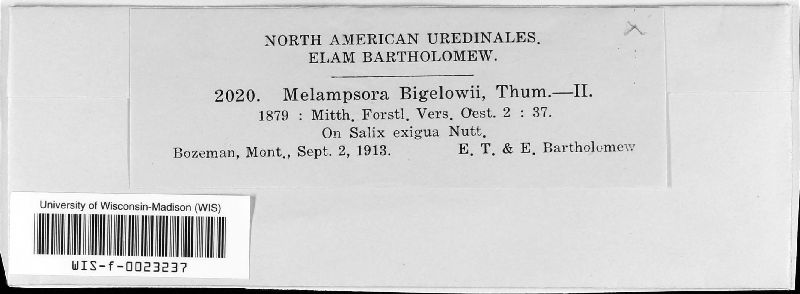 NORTH AMERICAN UREDINALES.
ELAM BARTHOLOMEW.
2020. Melampsora Bigelowii, Thum.—II.
1879 : Mitth. Forstl. Vers. Oest. 2 : 37.
On Salix exigua Nutt.
Bozeman, Mont., Sept. 2, 1913. E. T. & E. Bartholomew
University of Wisconsin-Madison (WIS)
WIS-f-0023237